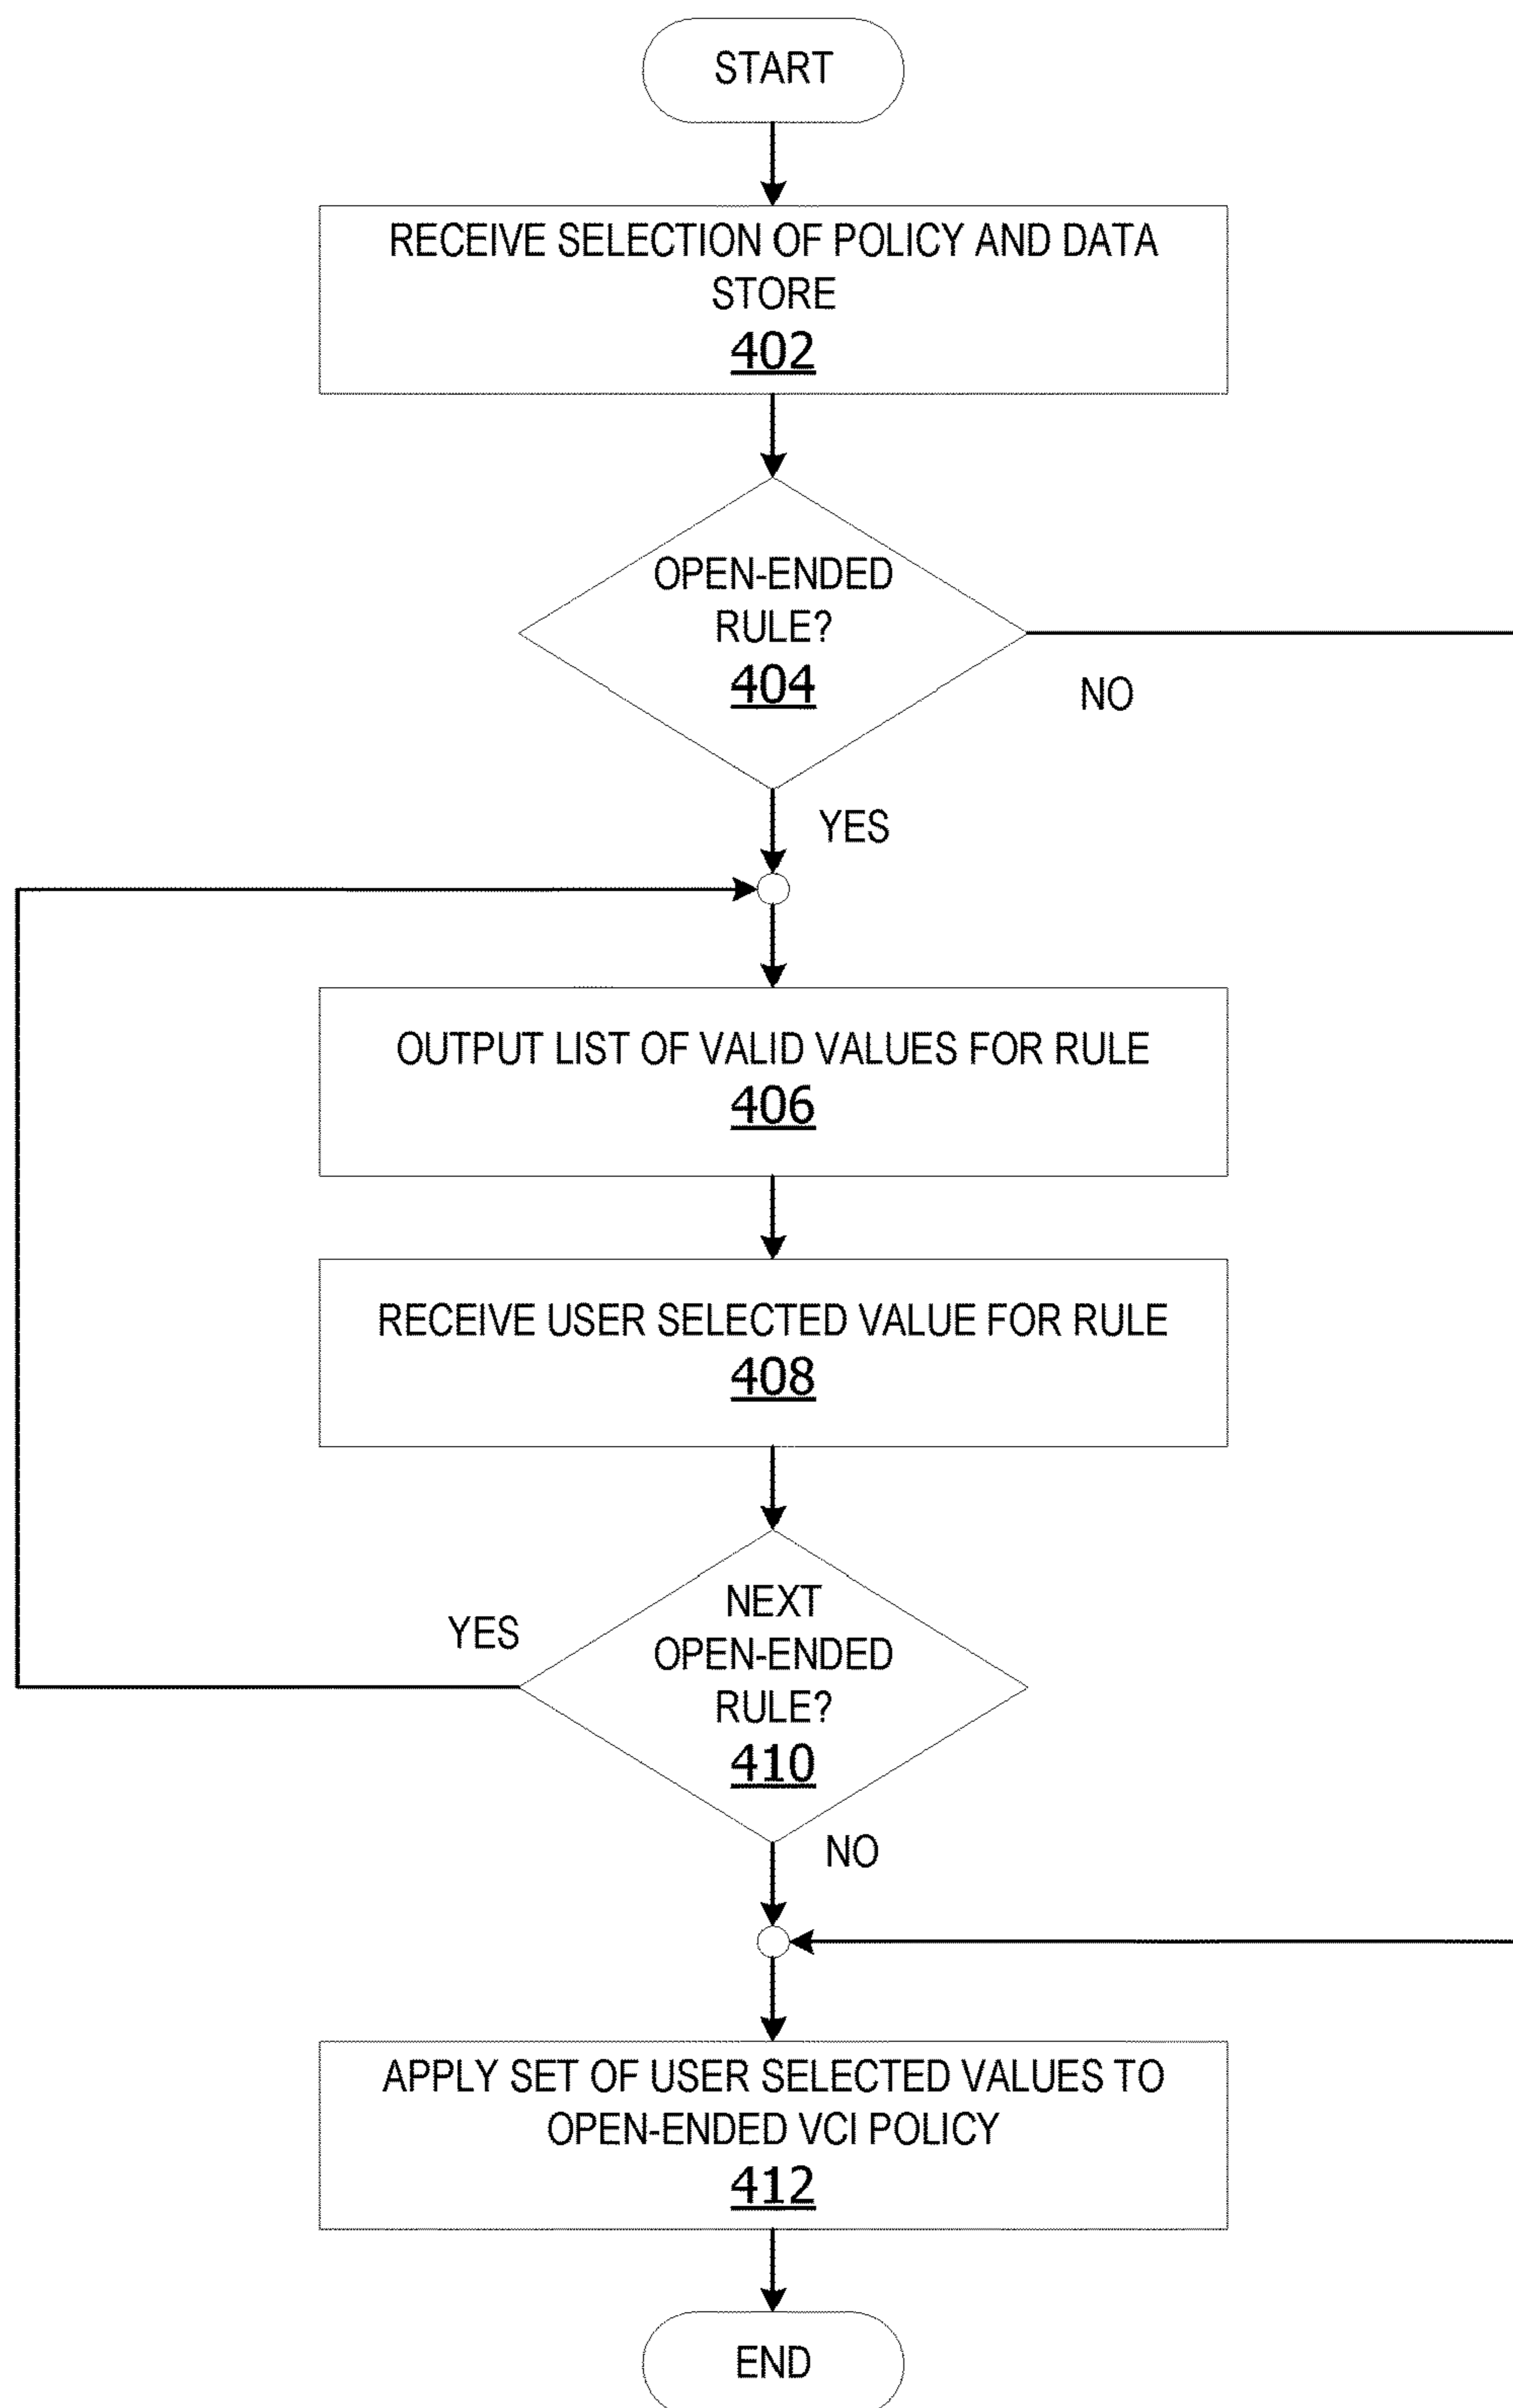 START
RECEIVE SELECTION OF POLICY AND DATA
STORE
402
OPEN-ENDED
RULE?
404
NO
YES
OUTPUT LIST OF VALID VALUES FOR RULE
406
RECEIVE USER SELECTED VALUE FOR RULE
408
NEXT
OPEN-ENDED
RULE?
410
YES
NO
APPLY SET OF USER SELECTED VALUES TO
OPEN-ENDED VCI POLICY
412
END